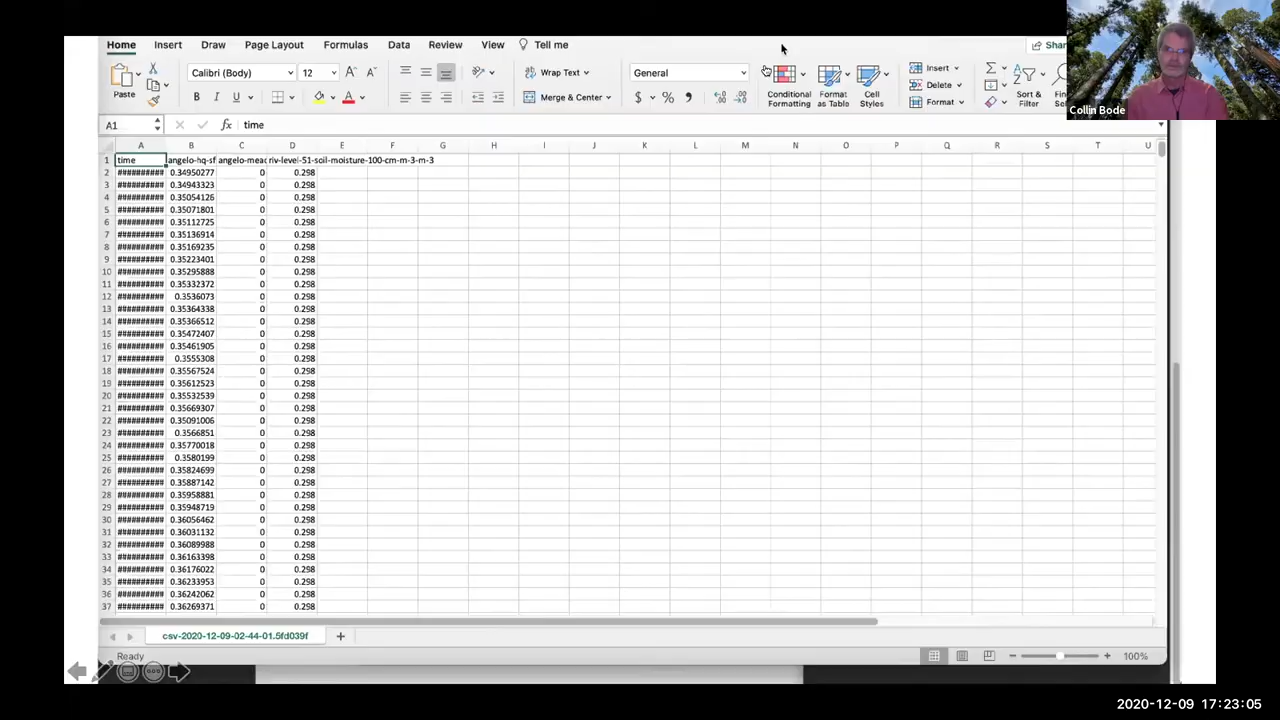 Home Insert Draw Page Layout Formulas Data Review View Tell me Shar
Paste Calibri (Body) 12 A A Wrap Text General Insert
B I U A Merge & Center $ % Conditional Formatting Format as Table Cell Styles Delete Format Sort & Filter
Collin Bode
A1 fx time
A B C D E F G H I J K L M N O P Q R S T U
1 time angelo-hq-sf angelo-mead riv-level-51-soil-moisture-100-cm-m-3-m-3
2 ########## 0.34950277 0 0.298
3 ########## 0.34943323 0 0.298
4 ########## 0.35054126 0 0.298
5 ########## 0.35071801 0 0.298
6 ########## 0.35112725 0 0.298
7 ########## 0.35136914 0 0.298
8 ########## 0.35169235 0 0.298
9 ########## 0.35223401 0 0.298
10 ########## 0.35295888 0 0.298
11 ########## 0.35332372 0 0.298
12 ########## 0.3536073 0 0.298
13 ########## 0.35364338 0 0.298
14 ########## 0.35366512 0 0.298
15 ########## 0.35472407 0 0.298
16 ########## 0.35461905 0 0.298
17 ########## 0.3555308 0 0.298
18 ########## 0.35567524 0 0.298
19 ########## 0.35612523 0 0.298
20 ########## 0.35532539 0 0.298
21 ########## 0.35669307 0 0.298
22 ########## 0.35091006 0 0.298
23 ########## 0.3566851 0 0.298
24 ########## 0.35770018 0 0.298
25 ########## 0.3580199 0 0.298
26 ########## 0.35824699 0 0.298
27 ########## 0.35887142 0 0.298
28 ########## 0.35958881 0 0.298
29 ########## 0.35948719 0 0.298
30 ########## 0.36056462 0 0.298
31 ########## 0.36031132 0 0.298
32 ########## 0.36089988 0 0.298
33 ########## 0.36163398 0 0.298
34 ########## 0.36176022 0 0.298
35 ########## 0.36233953 0 0.298
36 ########## 0.36242062 0 0.298
37 ########## 0.36269371 0 0.298
csv-2020-12-09-02-44-01.5fd039f
Ready 100%
2020-12-09 17:23:05